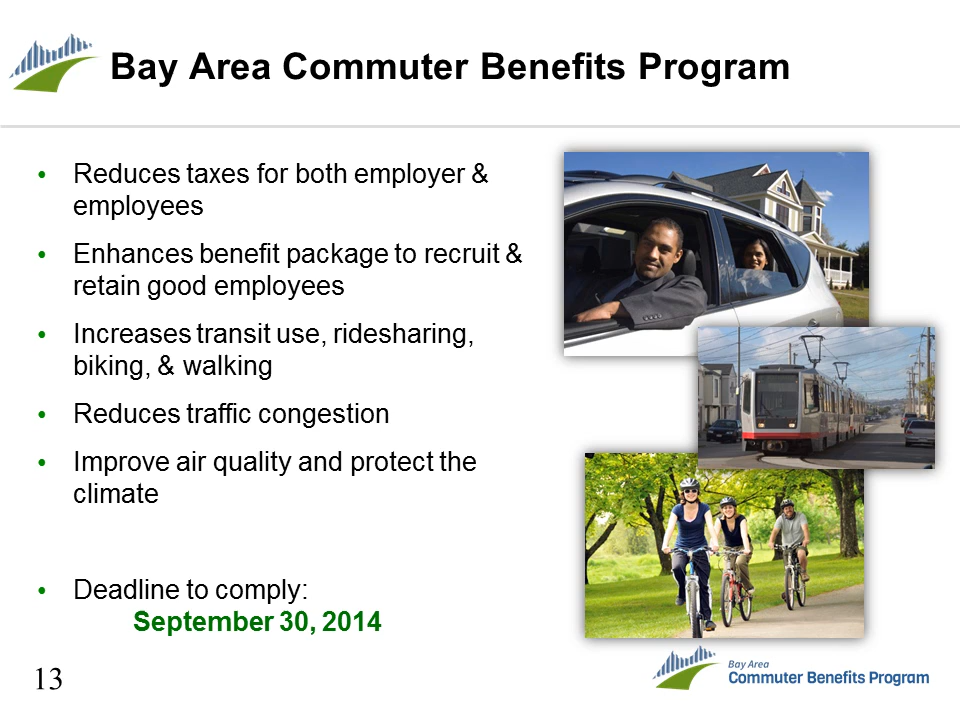 Bay Area Commuter Benefits Program
• Reduces taxes for both employer &
employees
• Enhances benefit package to recruit &
retain good employees
• Increases transit use, ridesharing,
biking, & walking
• Reduces traffic congestion
• Improve air quality and protect the
climate
• Deadline to comply:
September 30, 2014
13
Bay Area
Commuter Benefits Program